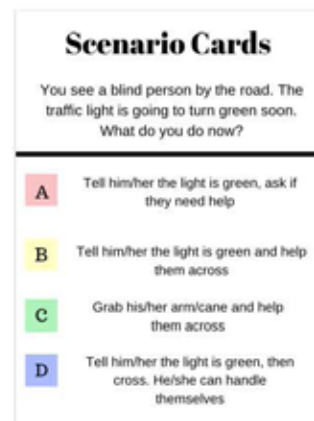 Scenario Cards
You see a blind person by the road. The
traffic light is going to turn green soon.
What do you do now?
A
Tell him/her the light is green, ask if
they need help
B
Tell him/her the light is green and help
them across
C
Grab his/her arm/cane and help
them across
D
Tell him/her the light is green, then
cross. He/she can handle
themselves